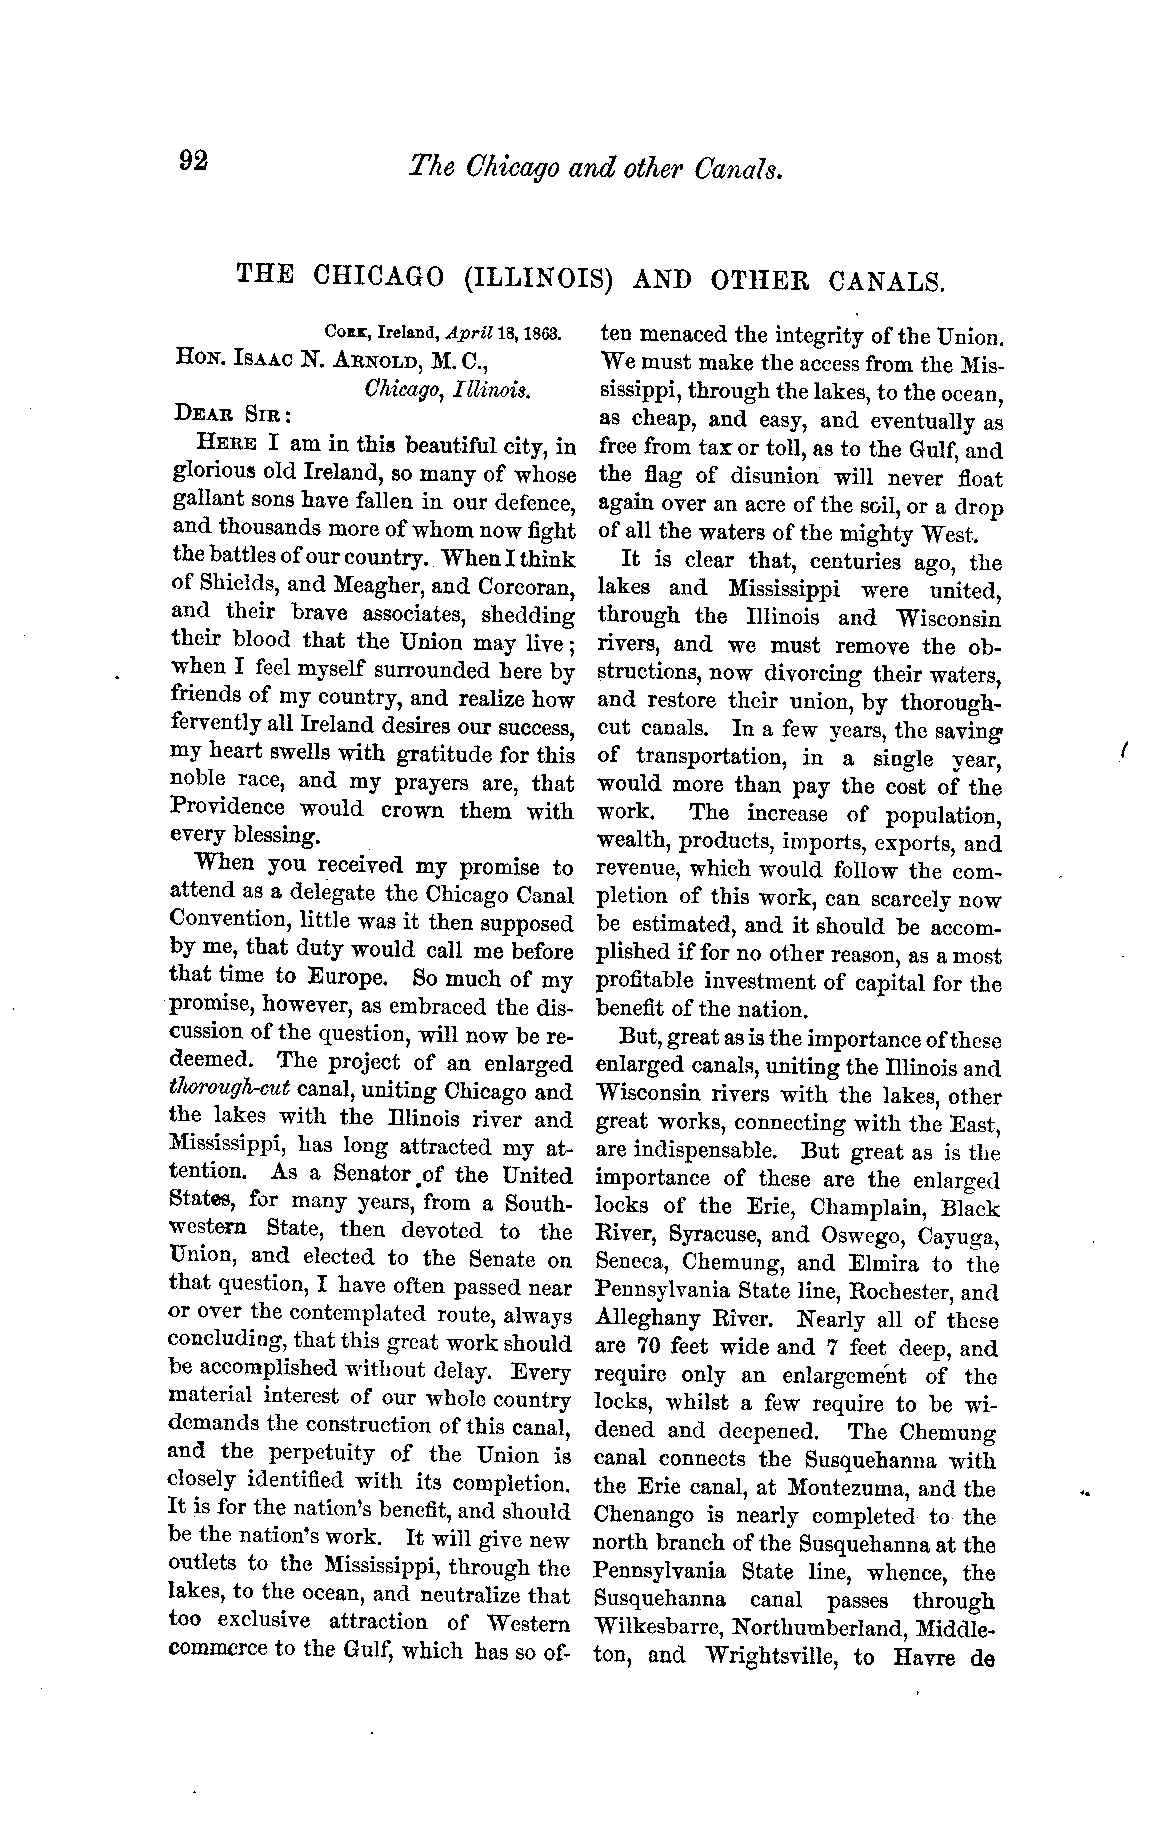 92
The Chicago and other Canals.
THE CHICAGO (ILLINOIS) AND OTHER CANALS.
CORK, Ireland, April 18, 1863.
HON. ISAAC N. ARNOLD, M. C.,
Chicago, Illinois.
DEAR SIR:
HERE I am in this beautiful city, in
glorious old Ireland, so many of whose
gallant sons have fallen in our defence,
and thousands more of whom now fight
the battles of our country. When I think
of Shields, and Meagher, and Corcoran,
and their brave associates, shedding
their blood that the Union may live;
when I feel myself surrounded here by
friends of my country, and realize how
fervently all Ireland desires our success,
my heart swells with gratitude for this
noble race, and my prayers are, that
Providence would crown them with
every blessing.
When you received my promise to
attend as a delegate the Chicago Canal
Convention, little was it then supposed
by me, that duty would call me before
that time to Europe. So much of my
promise, however, as embraced the dis-
cussion of the question, will now be re-
deemed. The project of an enlarged
thorough-cut canal, uniting Chicago and
the lakes with the Illinois river and
Mississippi, has long attracted my at-
tention. As a Senator of the United
States, for many years, from a South-
western State, then devoted to the
Union, and elected to the Senate on
that question, I have often passed near
or over the contemplated route, always
concluding, that this great work should
be accomplished without delay. Every
material interest of our whole country
demands the construction of this canal,
and the perpetuity of the Union is
closely identified with its completion.
It is for the nation's benefit, and should
be the nation's work. It will give new
outlets to the Mississippi, through the
lakes, to the ocean, and neutralize that
too exclusive attraction of Western
commerce to the Gulf, which has so of-
ten menaced the integrity of the Union.
We must make the access from the Mis-
sissippi, through the lakes, to the ocean,
as cheap, and easy, and eventually as
free from tax or toll, as to the Gulf, and
the flag of disunion will never float
again over an acre of the soil, or a drop
of all the waters of the mighty West.
It is clear that, centuries ago, the
lakes and Mississippi were united,
through the Illinois and Wisconsin
rivers, and we must remove the ob-
structions, now divorcing their waters,
and restore their union, by thorough-
cut canals. In a few years, the saving
of transportation, in a single year,
would more than pay the cost of the
work. The increase of population,
wealth, products, imports, exports, and
revenue, which would follow the com-
pletion of this work, can scarcely now
be estimated, and it should be accom-
plished if for no other reason, as a most
profitable investment of capital for the
benefit of the nation.
But, great as is the importance of these
enlarged canals, uniting the Illinois and
Wisconsin rivers with the lakes, other
great works, connecting with the East,
are indispensable. But great as is the
importance of these are the enlarged
locks of the Erie, Champlain, Black
River, Syracuse, and Oswego, Cayuga,
Seneca, Chemung, and Elmira to the
Pennsylvania State line, Rochester, and
Alleghany River. Nearly all of these
are 70 feet wide and 7 feet deep, and
require only an enlargement of the
locks, whilst a few require to be wi-
dened and deepened. The Chemung
canal connects the Susquehanna with
the Erie canal, at Montezuma, and the
Chenango is nearly completed to the
north branch of the Susquehanna at the
Pennsylvania State line, whence, the
Susquehanna canal passes through
Wilkesbarre, Northumberland, Middle-
ton, and Wrightsville, to Havre de